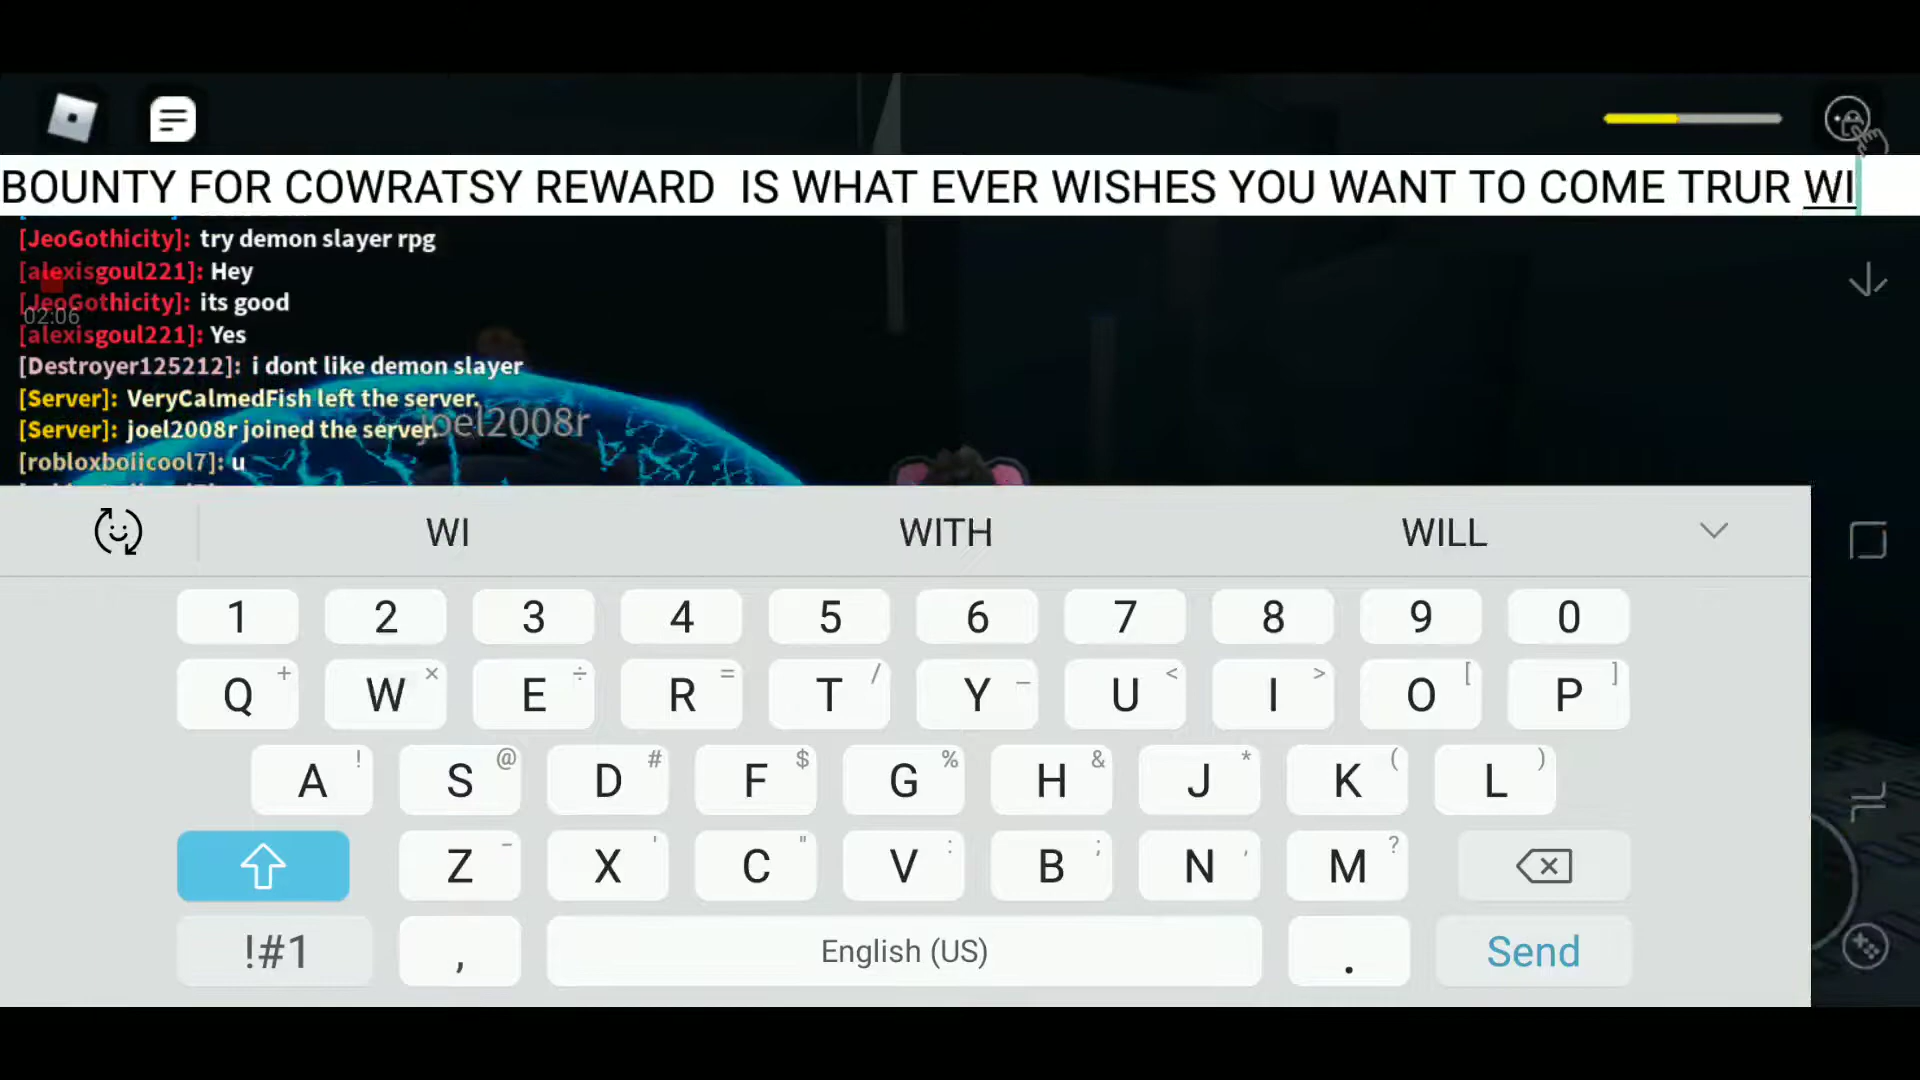 BOUNTY FOR COWRATSY REWARD  IS WHAT EVER WISHES YOU WANT TO COME TRUR WI
[JeoGothicity]: try demon slayer rpg
[alexisgoul221]: Hey
[JeoGothicity]: its good
02:06
[alexisgoul221]: Yes
[Destroyer125212]: i dont like demon slayer
[Server]: VeryCalmedFish left the server.
[Server]: joel2008r joined the server.
joel2008r
[robloxboiicool7]: u
WI WITH WILL
1 2 3 4 5 6 7 8 9 0
Q + W × E ÷ R = T / Y _ U < I > O [ P ]
A ! S @ D # F $ G % H & J * K ( L )
Z - X ' C " V : B ; N , M ?
!#1 , English (US) . Send